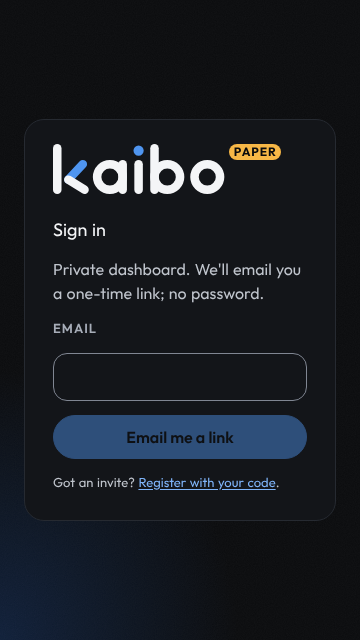 kaibo PAPER
Sign in
Private dashboard. We'll email you
a one-time link; no password.
EMAIL
Email me a link
Got an invite? Register with your code.